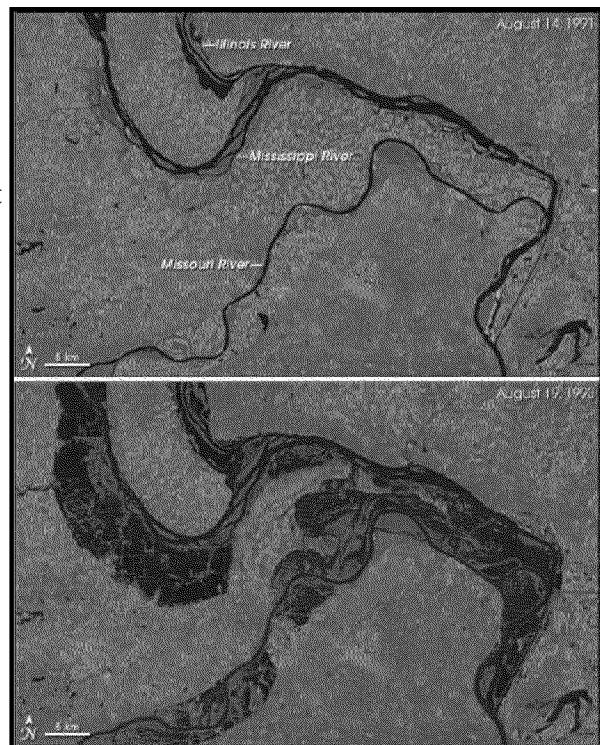 August 14, 1991
Illinois River
Mississippi River
Missouri River
N
5 km
August 19, 1993
N
5 km